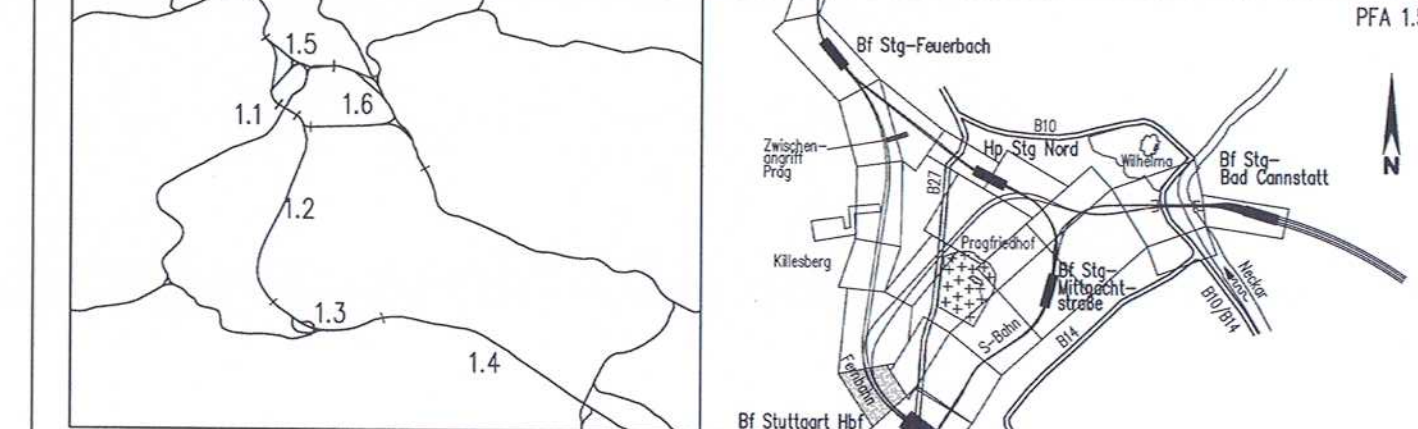 1.5
1.1
1.6
1.2
1.3
1.4
PFA 1.5
Bf Stg-Feuerbach
N
B10
Zwischen-
angriff
Prag
Hp Stg Nord
Wilhelma
Bf Stg-
Bad Cannstatt
B27
Killesberg
Pragfriedhof
Bf Stg-
Mittnacht-
straße
Neckar
B10/B14
S-Bahn
B14
Fernbahn
Bf Stuttgart Hbf